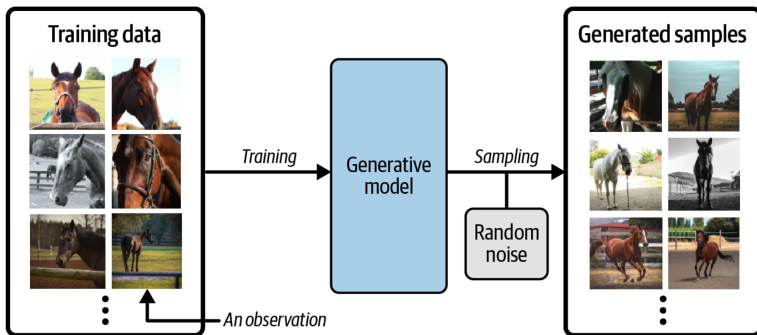 Training data
Training
Generative
model
Sampling
Random
noise
Generated samples
An observation